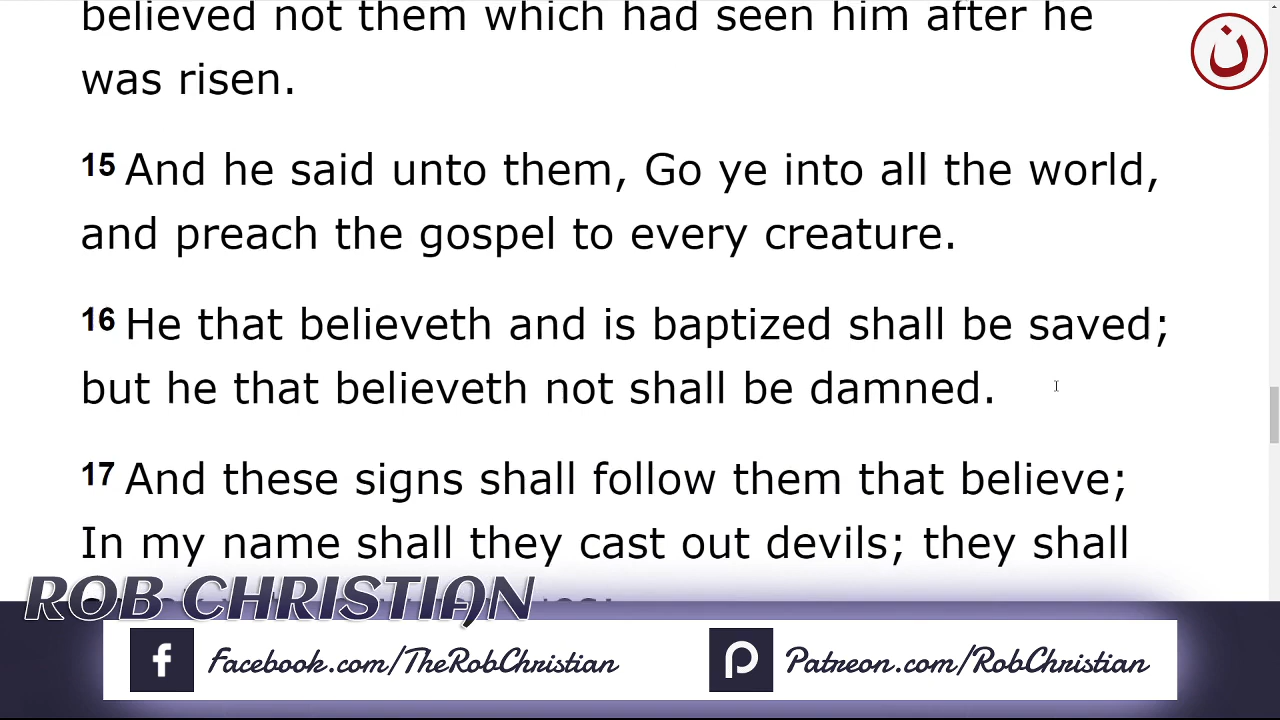 believed not them which had seen him after he
was risen.
ن
15 And he said unto them, Go ye into all the world,
and preach the gospel to every creature.
16 He that believeth and is baptized shall be saved;
but he that believeth not shall be damned.
17 And these signs shall follow them that believe;
In my name shall they cast out devils; they shall
ROB CHRISTIAN
Facebook.com/TheRobChristian
Patreon.com/RobChristian